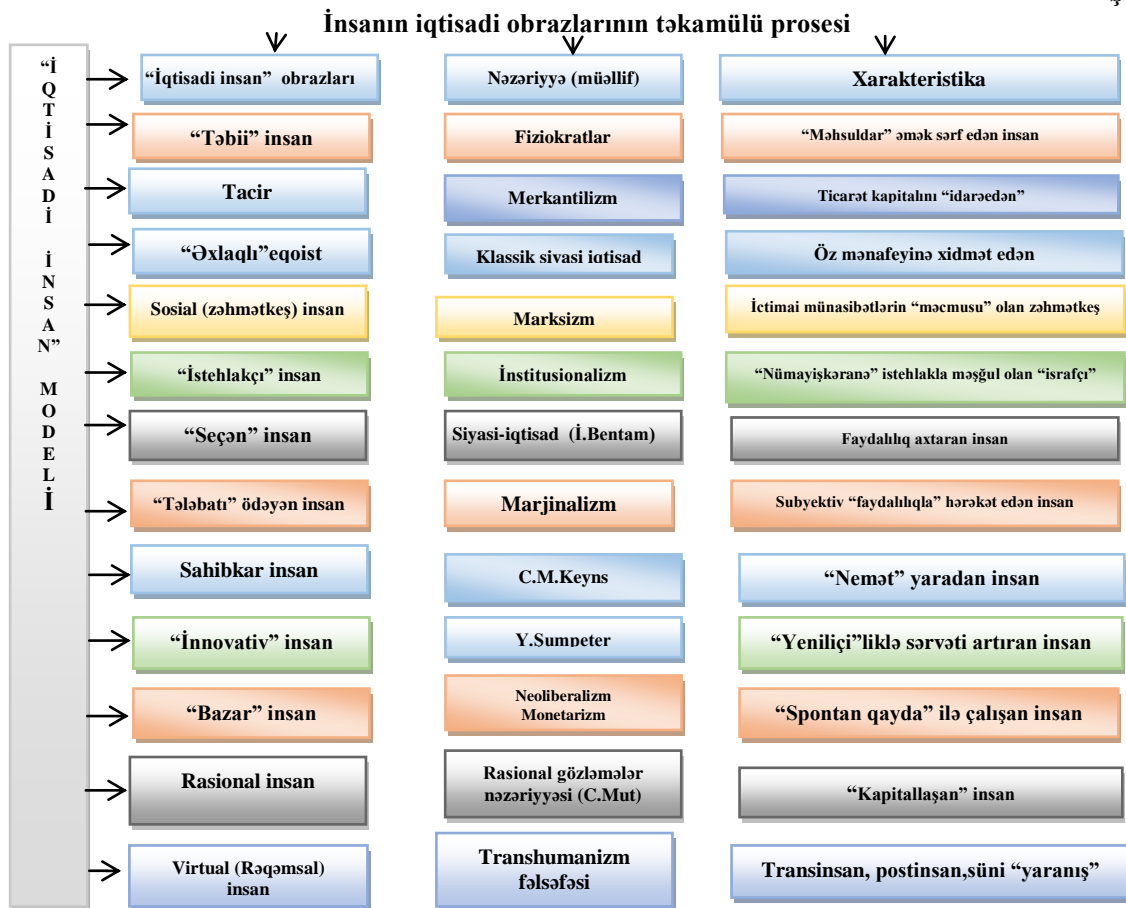 İnsanın iqtisadi obrazlarının təkamülü prosesi
“İQTİSADİ İNSAN” MODELİ
“İqtisadi insan” obrazları
Nəzəriyyə (müəllif)
Xarakteristika
“Təbii” insan
Fiziokratlar
“Məhsuldar” əmək sərf edən insan
Tacir
Merkantilizm
Ticarət kapitalını “idarəedən”
“Əxlaqlı”eqoist
Klassik siyasi iqtisad
Öz mənafeyinə xidmət edən
Sosial (zəhmətkeş) insan
Marksizm
İctimai münasibətlərin “məcmusu” olan zəhmətkeş
“İstehlakçı” insan
İnstitusionalizm
“Nümayişkəranə” istehlakla məşğul olan “israfçı”
“Seçən” insan
Siyasi-iqtisad (İ.Bentam)
Faydalılıq axtaran insan
“Tələbatı” ödəyən insan
Marjinalizm
Subyektiv “faydalılıqla” hərəkət edən insan
Sahibkar insan
C.M.Keyns
“Nemət” yaradan insan
“İnnovativ” insan
Y.Sumpeter
“Yeniliçi”liklə sərvəti artıran insan
“Bazar” insan
Neoliberalizm
Monetarizm
“Spontan qayda” ilə çalışan insan
Rasional insan
Rasional gözləmələr
nəzəriyyəsi (C.Mut)
“Kapitallaşan” insan
Virtual (Rəqəmsal)
insan
Transhumanizm
fəlsəfəsi
Transinsan, postinsan,süni “yaranış”